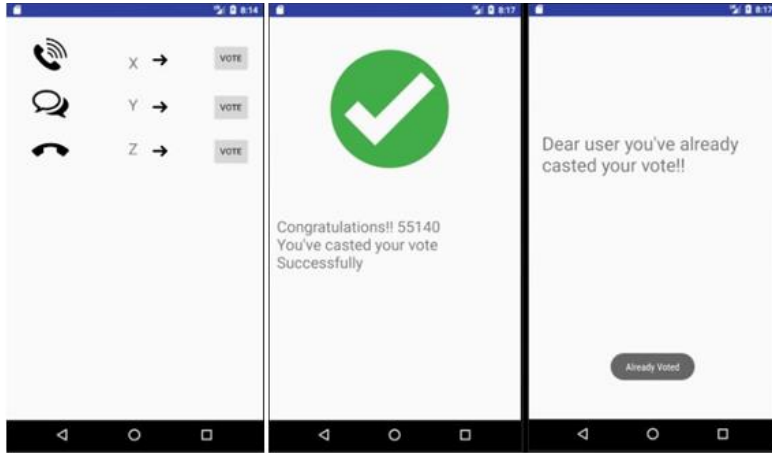 8:14
X → VOTE
Y → VOTE
Z → VOTE
8:17
Congratulations!! 55140
You've casted your vote
Successfully
8:17
Dear user you've already
casted your vote!!
Already Voted